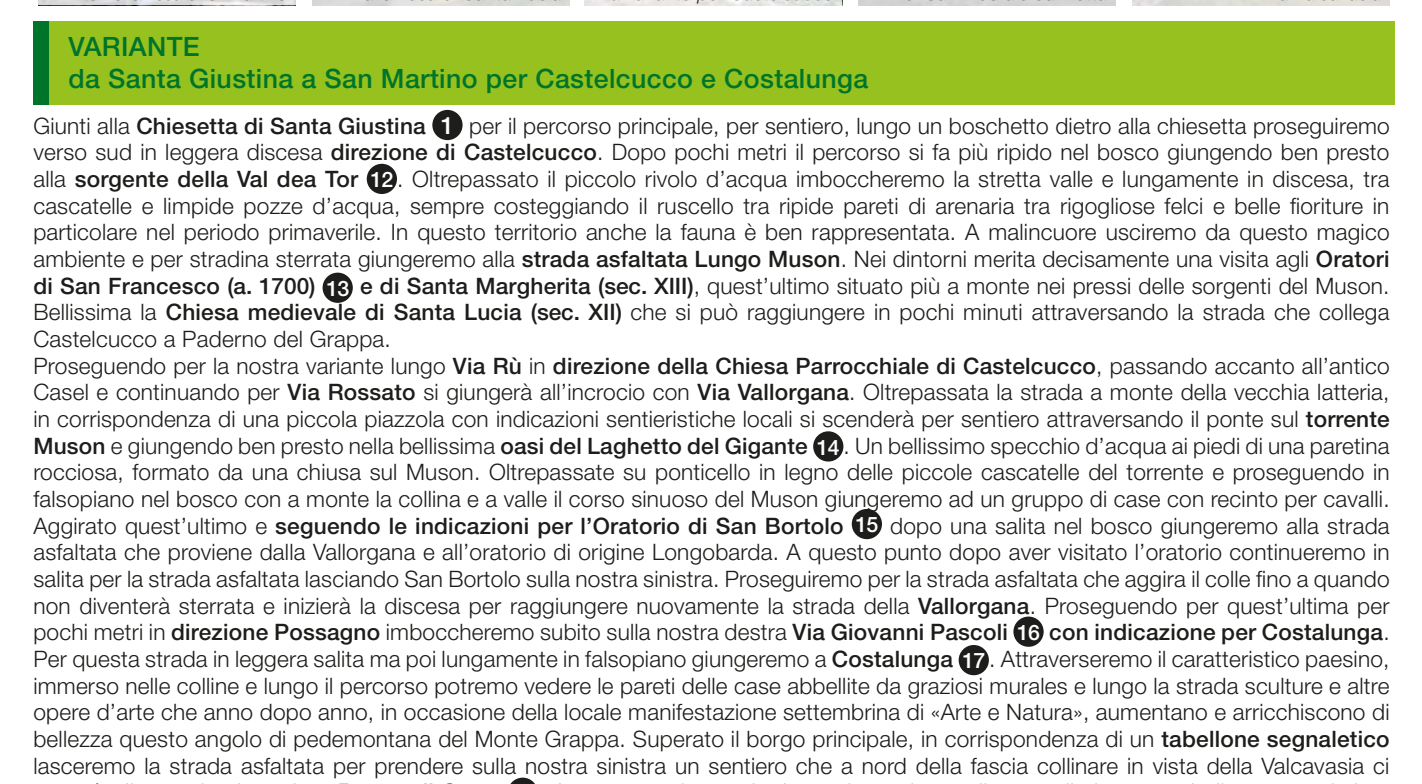 VARIANTE
da Santa Giustina a San Martino per Castelcucco e Costalunga
Giunti alla Chiesetta di Santa Giustina 1 per il percorso principale, per sentiero, lungo un boschetto dietro alla chiesetta proseguiremo
verso sud in leggera discesa direzione di Castelcucco. Dopo pochi metri il percorso si fa più ripido nel bosco giungendo ben presto
alla sorgente della Val dea Tor 12. Oltrepassato il piccolo rivolo d'acqua imboccheremo la stretta valle e lungamente in discesa, tra
cascatelle e limpide pozze d'acqua, sempre costeggiando il ruscello tra ripide pareti di arenaria tra rigogliose felci e belle fioriture in
particolare nel periodo primaverile. In questo territorio anche la fauna è ben rappresentata. A malincuore usciremo da questo magico
ambiente e per stradina sterrata giungeremo alla strada asfaltata Lungo Muson. Nei dintorni merita decisamente una visita agli Oratori
di San Francesco (a. 1700) 13 e di Santa Margherita (sec. XIII), quest'ultimo situato più a monte nei pressi delle sorgenti del Muson.
Bellissima la Chiesa medievale di Santa Lucia (sec. XII) che si può raggiungere in pochi minuti attraversando la strada che collega
Castelcucco a Paderno del Grappa.
Proseguendo per la nostra variante lungo Via Rù in direzione della Chiesa Parrocchiale di Castelcucco, passando accanto all'antico
Casel e continuando per Via Rossato si giungerà all'incrocio con Via Vallorgana. Oltrepassata la strada a monte della vecchia latteria,
in corrispondenza di una piccola piazzola con indicazioni sentieristiche locali si scenderà per sentiero attraversando il ponte sul torrente
Muson e giungendo ben presto nella bellissima oasi del Laghetto del Gigante 14. Un bellissimo specchio d'acqua ai piedi di una paretina
rocciosa, formato da una chiusa sul Muson. Oltrepassate su ponticello in legno delle piccole cascatelle del torrente e proseguendo in
falsopiano nel bosco con a monte la collina e a valle il corso sinuoso del Muson giungeremo ad un gruppo di case con recinto per cavalli.
Aggirato quest'ultimo e seguendo le indicazioni per l'Oratorio di San Bortolo 15 dopo una salita nel bosco giungeremo alla strada
asfaltata che proviene dalla Vallorgana e all'oratorio di origine Longobarda. A questo punto dopo aver visitato l'oratorio continueremo in
salita per la strada asfaltata lasciando San Bortolo sulla nostra sinistra. Proseguiremo per la strada asfaltata che aggira il colle fino a quando
non diventerà sterrata e inizierà la discesa per raggiungere nuovamente la strada della Vallorgana. Proseguendo per quest'ultima per
pochi metri in direzione Possagno imboccheremo subito sulla nostra destra Via Giovanni Pascoli 16 con indicazione per Costalunga.
Per questa strada in leggera salita ma poi lungamente in falsopiano giungeremo a Costalunga 17. Attraverseremo il caratteristico paesino,
immerso nelle colline e lungo il percorso potremo vedere le pareti delle case abbellite da graziosi murales e lungo la strada sculture e altre
opere d'arte che anno dopo anno, in occasione della locale manifestazione settembrina di «Arte e Natura», aumentano e arricchiscono di
bellezza questo angolo di pedemontana del Monte Grappa. Superato il borgo principale, in corrispondenza di un tabellone segnaletico
lasceremo la strada asfaltata per prendere sulla nostra sinistra un sentiero che a nord della fascia collinare in vista della Valcavasia ci